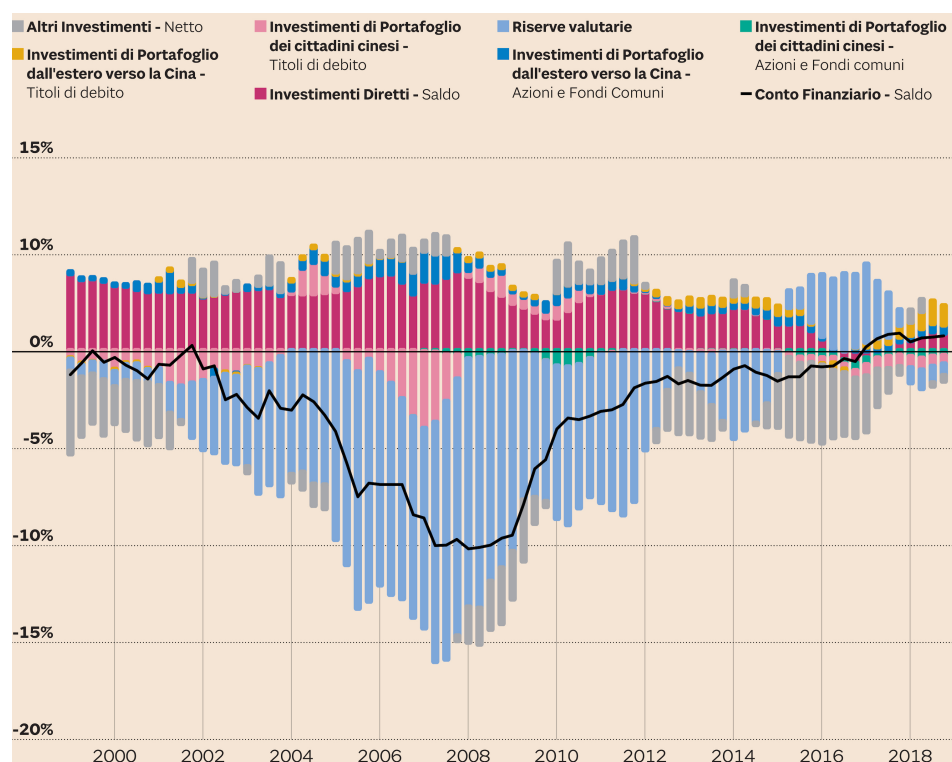 Altri Investimenti - Netto
Investimenti di Portafoglio
dall'estero verso la Cina -
Titoli di debito
Investimenti di Portafoglio
dei cittadini cinesi -
Titoli di debito
Investimenti Diretti - Saldo
Riserve valutarie
Investimenti di Portafoglio
dall'estero verso la Cina -
Azioni e Fondi Comuni
Investimenti di Portafoglio
dei cittadini cinesi -
Azioni e Fondi comuni
Conto Finanziario - Saldo
15%
10%
5%
0%
-5%
-10%
-15%
-20%
2000 2002 2004 2006 2008 2010 2012 2014 2016 2018